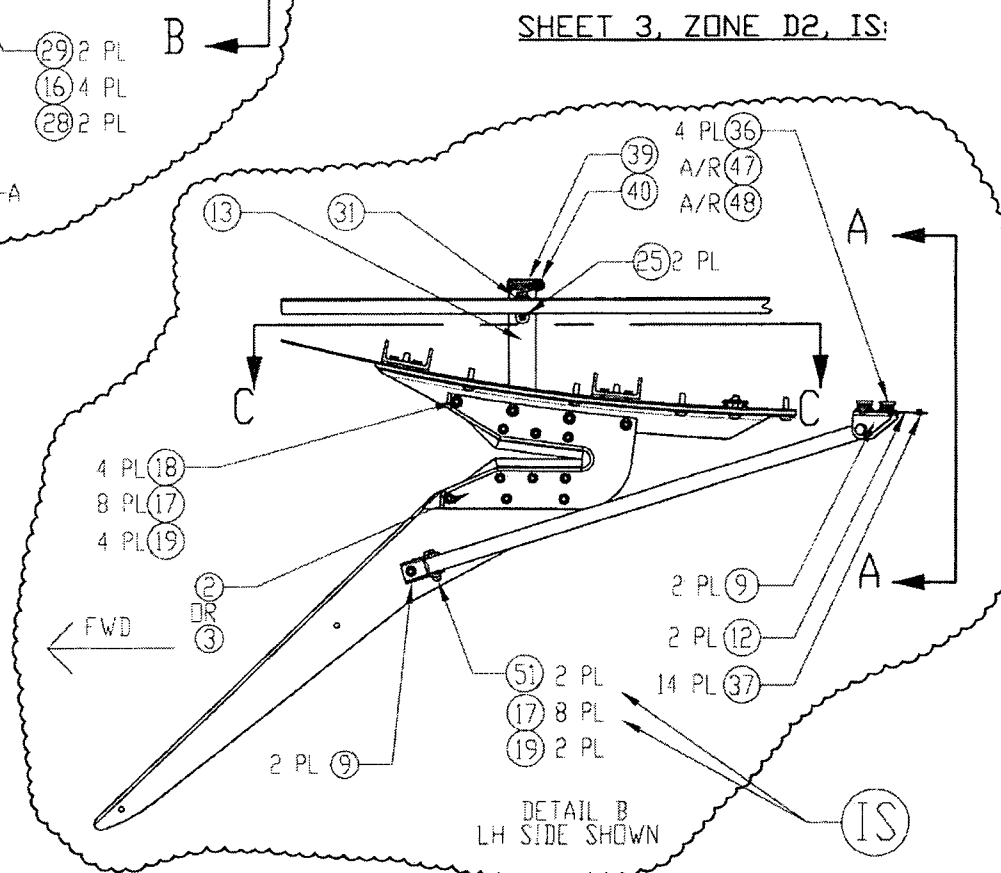 SHEET 3, ZONE D2, IS:
B
29 2 PL
16 4 PL
28 2 PL
-A
4 PL 36
A/R 47
A/R 48
39
40
13
31
25 2 PL
A
C
C
4 PL 18
8 PL 17
4 PL 19
2
OR
3
FWD
A
2 PL 9
2 PL 12
14 PL 37
51 2 PL
17 8 PL
19 2 PL
2 PL 9
IS
DETAIL B
LH SIDE SHOWN